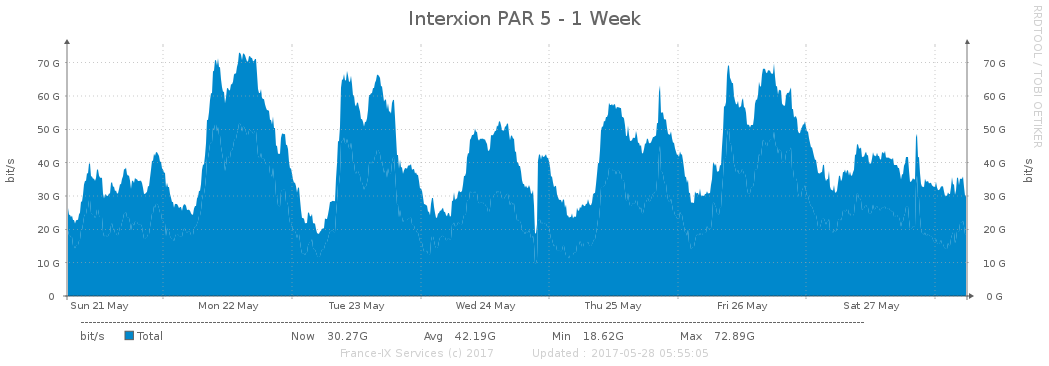 Interxion PAR 5 - 1 Week
RRDTOOL / TOBI OETIKER
bit/s
70 G 70 G
60 G 60 G
50 G 50 G
40 G 40 G
30 G 30 G
20 G 20 G
10 G 10 G
0 0 G
bit/s
Sun 21 May Mon 22 May Tue 23 May Wed 24 May Thu 25 May Fri 26 May Sat 27 May
bit/s Total Now 30.27G Avg 42.19G Min 18.62G Max 72.89G
France-IX Services (c) 2017 Updated : 2017-05-28 05:55:05